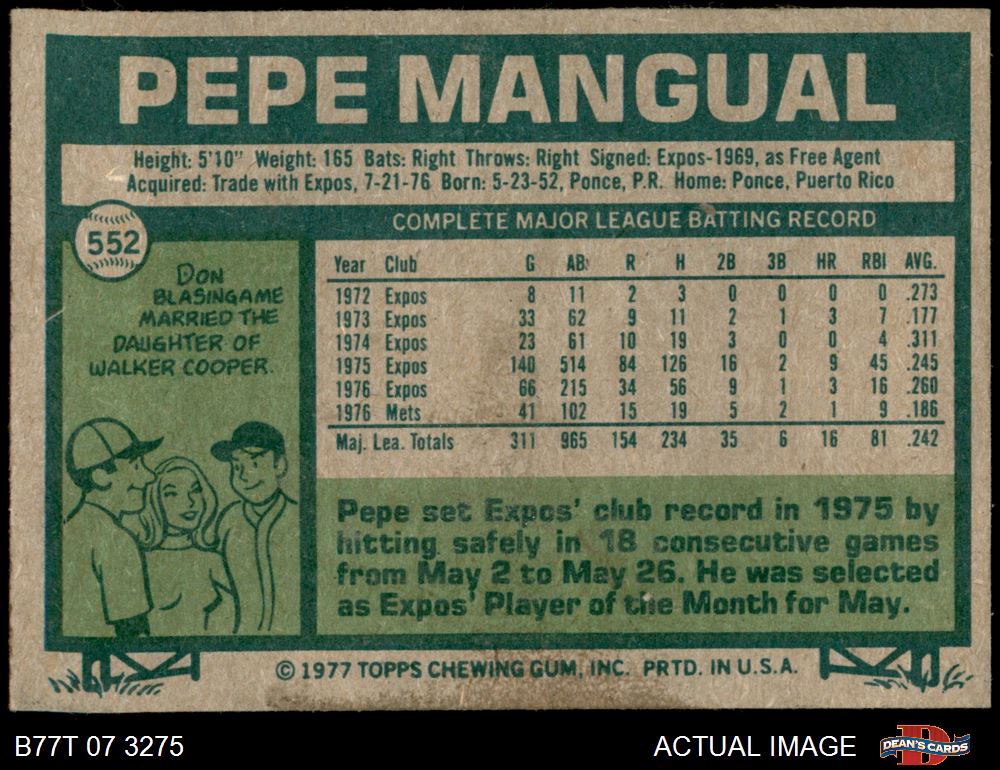 PEPE MANGUAL
Height: 5'10" Weight: 165 Bats: Right Throws: Right Signed: Expos-1969, as Free Agent
Acquired: Trade with Expos, 7-21-76 Born: 5-23-52, Ponce, P.R. Home: Ponce, Puerto Rico
552
DON
BLASINGAME
MARRIED THE
DAUGHTER OF
WALKER COOPER.
COMPLETE MAJOR LEAGUE BATTING RECORD
Year Club G AB R H 2B 3B HR RBI AVG.
1972 Expos 8 11 2 3 0 0 0 0 .273
1973 Expos 33 62 9 11 2 1 3 7 .177
1974 Expos 23 61 10 19 3 0 0 4 .311
1975 Expos 140 514 84 126 16 2 9 45 .245
1976 Expos 66 215 34 56 9 1 3 16 .260
1976 Mets 41 102 15 19 5 2 1 9 .186
Maj. Lea. Totals 311 965 154 234 35 6 16 81 .242
Pepe set Expos' club record in 1975 by
hitting safely in 18 consecutive games
from May 2 to May 26. He was selected
as Expos' Player of the Month for May.
© 1977 TOPPS CHEWING GUM, INC. PRTD. IN U.S.A.
B77T 07 3275
ACTUAL IMAGE
D
DEAN'S CARDS